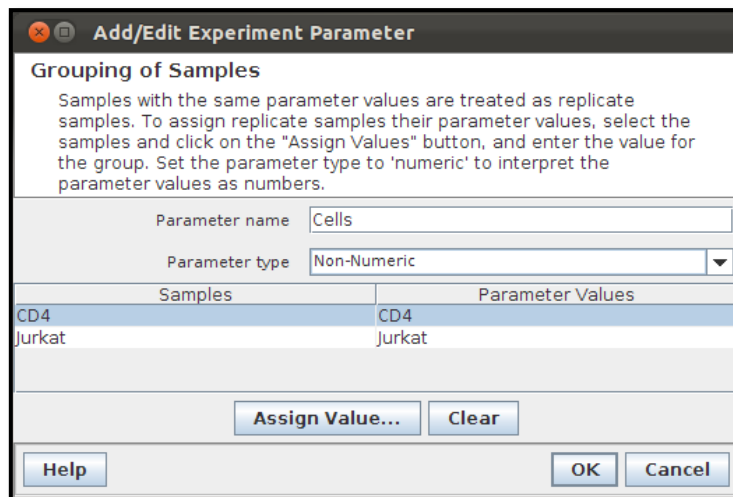 Add/Edit Experiment Parameter
Grouping of Samples
Samples with the same parameter values are treated as replicate
samples. To assign replicate samples their parameter values, select the
samples and click on the "Assign Values" button, and enter the value for
the group. Set the parameter type to 'numeric' to interpret the
parameter values as numbers.
Parameter name Cells
Parameter type Non-Numeric
Samples Parameter Values
CD4 CD4
Jurkat Jurkat
Assign Value... Clear
Help OK Cancel